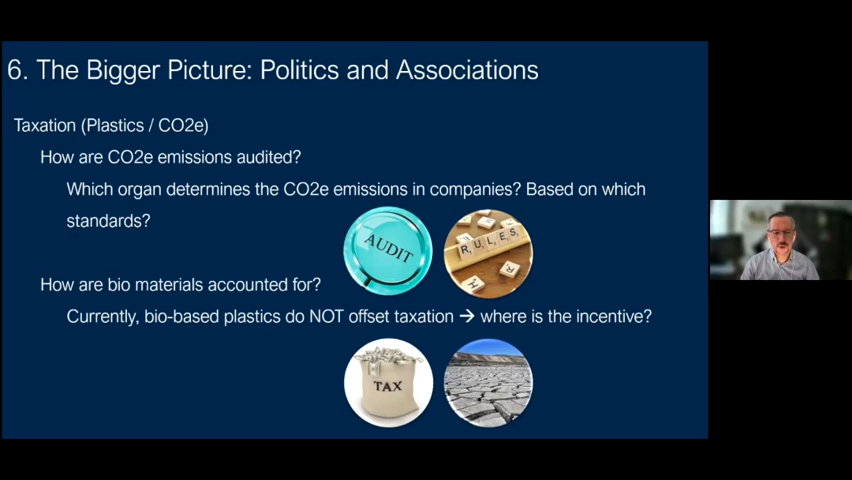 6. The Bigger Picture: Politics and Associations
Taxation (Plastics / CO2e)
How are CO2e emissions audited?
Which organ determines the CO2e emissions in companies? Based on which
standards?
AUDIT
RULES
H
R
How are bio materials accounted for?
Currently, bio-based plastics do NOT offset taxation → where is the incentive?
TAX